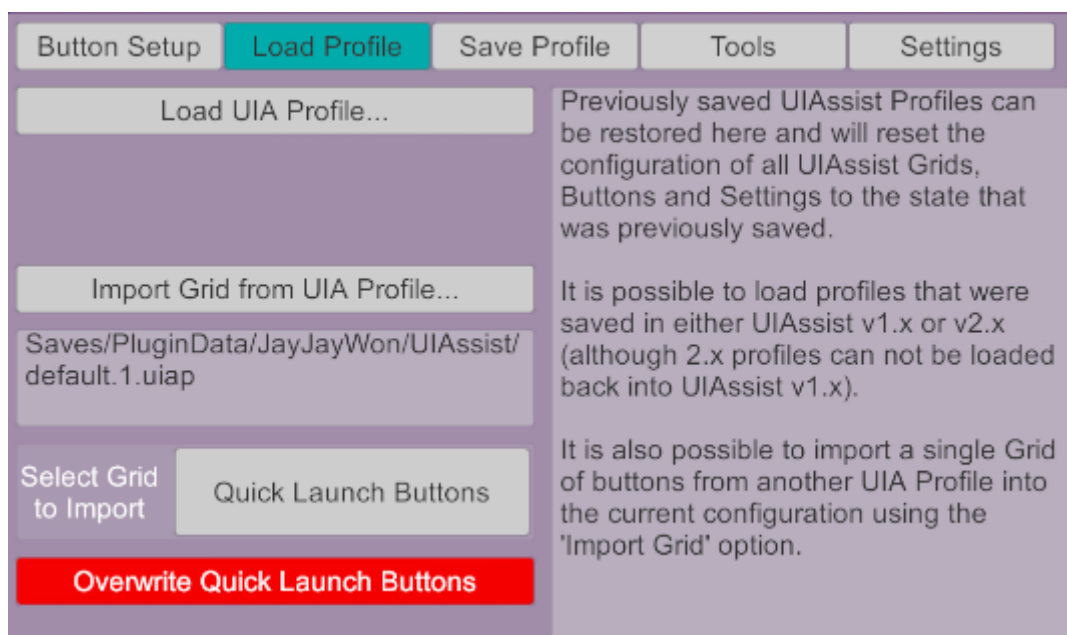 Button Setup
Load Profile
Save Profile
Tools
Settings
Load UIA Profile...
Import Grid from UIA Profile...
Saves/PluginData/JayJayWon/UIAssist/
default.1.uiap
Select Grid
to Import
Quick Launch Buttons
Overwrite Quick Launch Buttons
Previously saved UIAssist Profiles can
be restored here and will reset the
configuration of all UIAssist Grids,
Buttons and Settings to the state that
was previously saved.
It is possible to load profiles that were
saved in either UIAssist v1.x or v2.x
(although 2.x profiles can not be loaded
back into UIAssist v1.x).
It is also possible to import a single Grid
of buttons from another UIA Profile into
the current configuration using the
'Import Grid' option.